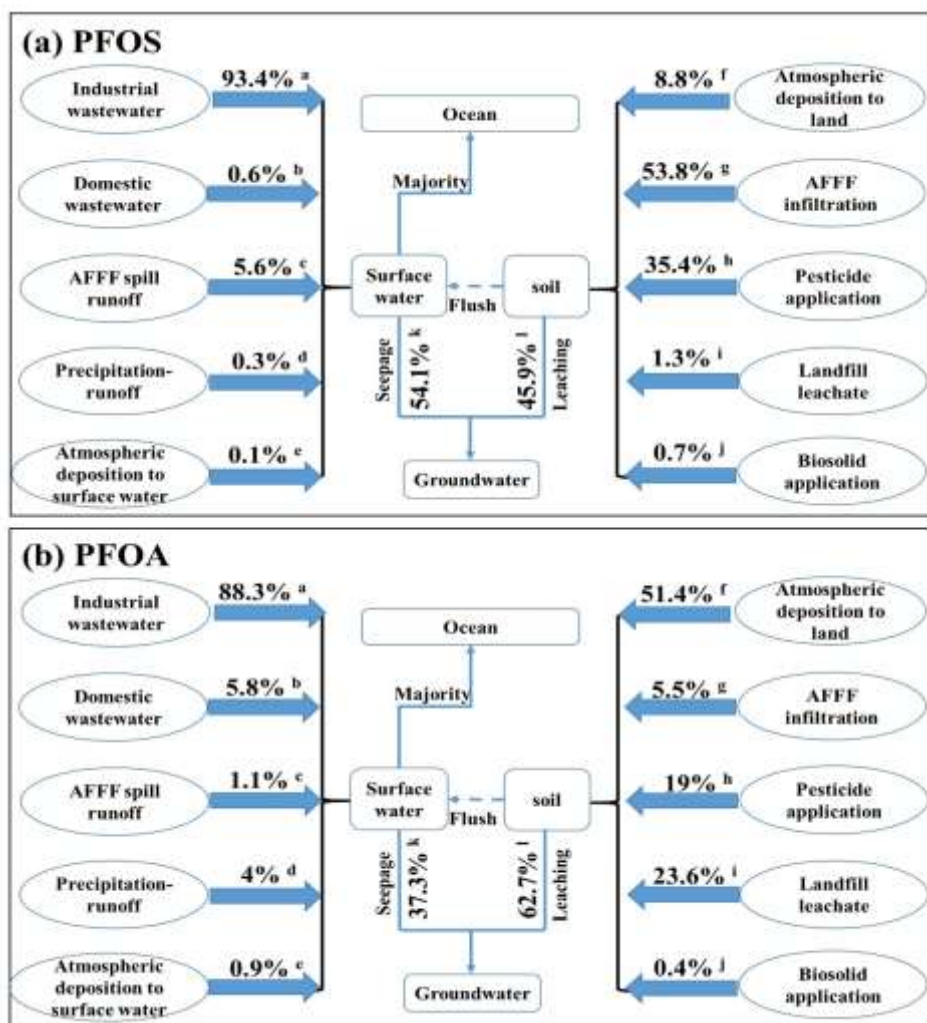 (a) PFOS
Industrial
wastewater
93.4% a
Domestic
wastewater
0.6% b
AFFF spill
runoff
5.6% c
Precipitation-
runoff
0.3% d
Atmospheric
deposition to
surface water
0.1% e
Ocean
Majority
Surface
water
Flush
soil
Seepage
54.1% k
45.9% l
Leaching
Groundwater
8.8% f
Atmospheric
deposition to
land
53.8% g
AFFF
infiltration
35.4% h
Pesticide
application
1.3% i
Landfill
leachate
0.7% j
Biosolid
application
(b) PFOA
Industrial
wastewater
88.3% a
Domestic
wastewater
5.8% b
AFFF spill
runoff
1.1% c
Precipitation-
runoff
4% d
Atmospheric
deposition to
surface water
0.9% e
Ocean
Majority
Surface
water
Flush
soil
Seepage
37.3% k
62.7% l
Leaching
Groundwater
51.4% f
Atmospheric
deposition to
land
5.5% g
AFFF
infiltration
19% h
Pesticide
application
23.6% i
Landfill
leachate
0.4% j
Biosolid
application